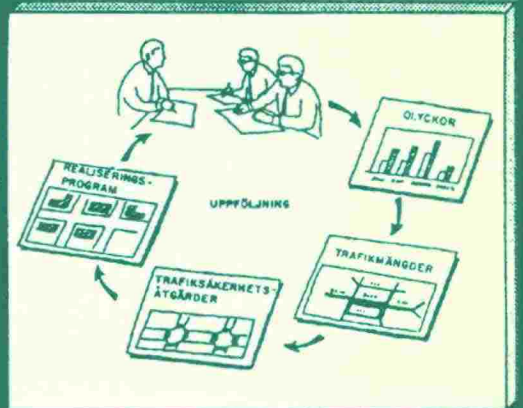 OLYCKOR
REALISERINGS-
PROGRAM
UPPFÖLJNING
TRAFIKMÄNGDER
TRAFIKSÄKERHETS-
ÅTGÄRDER